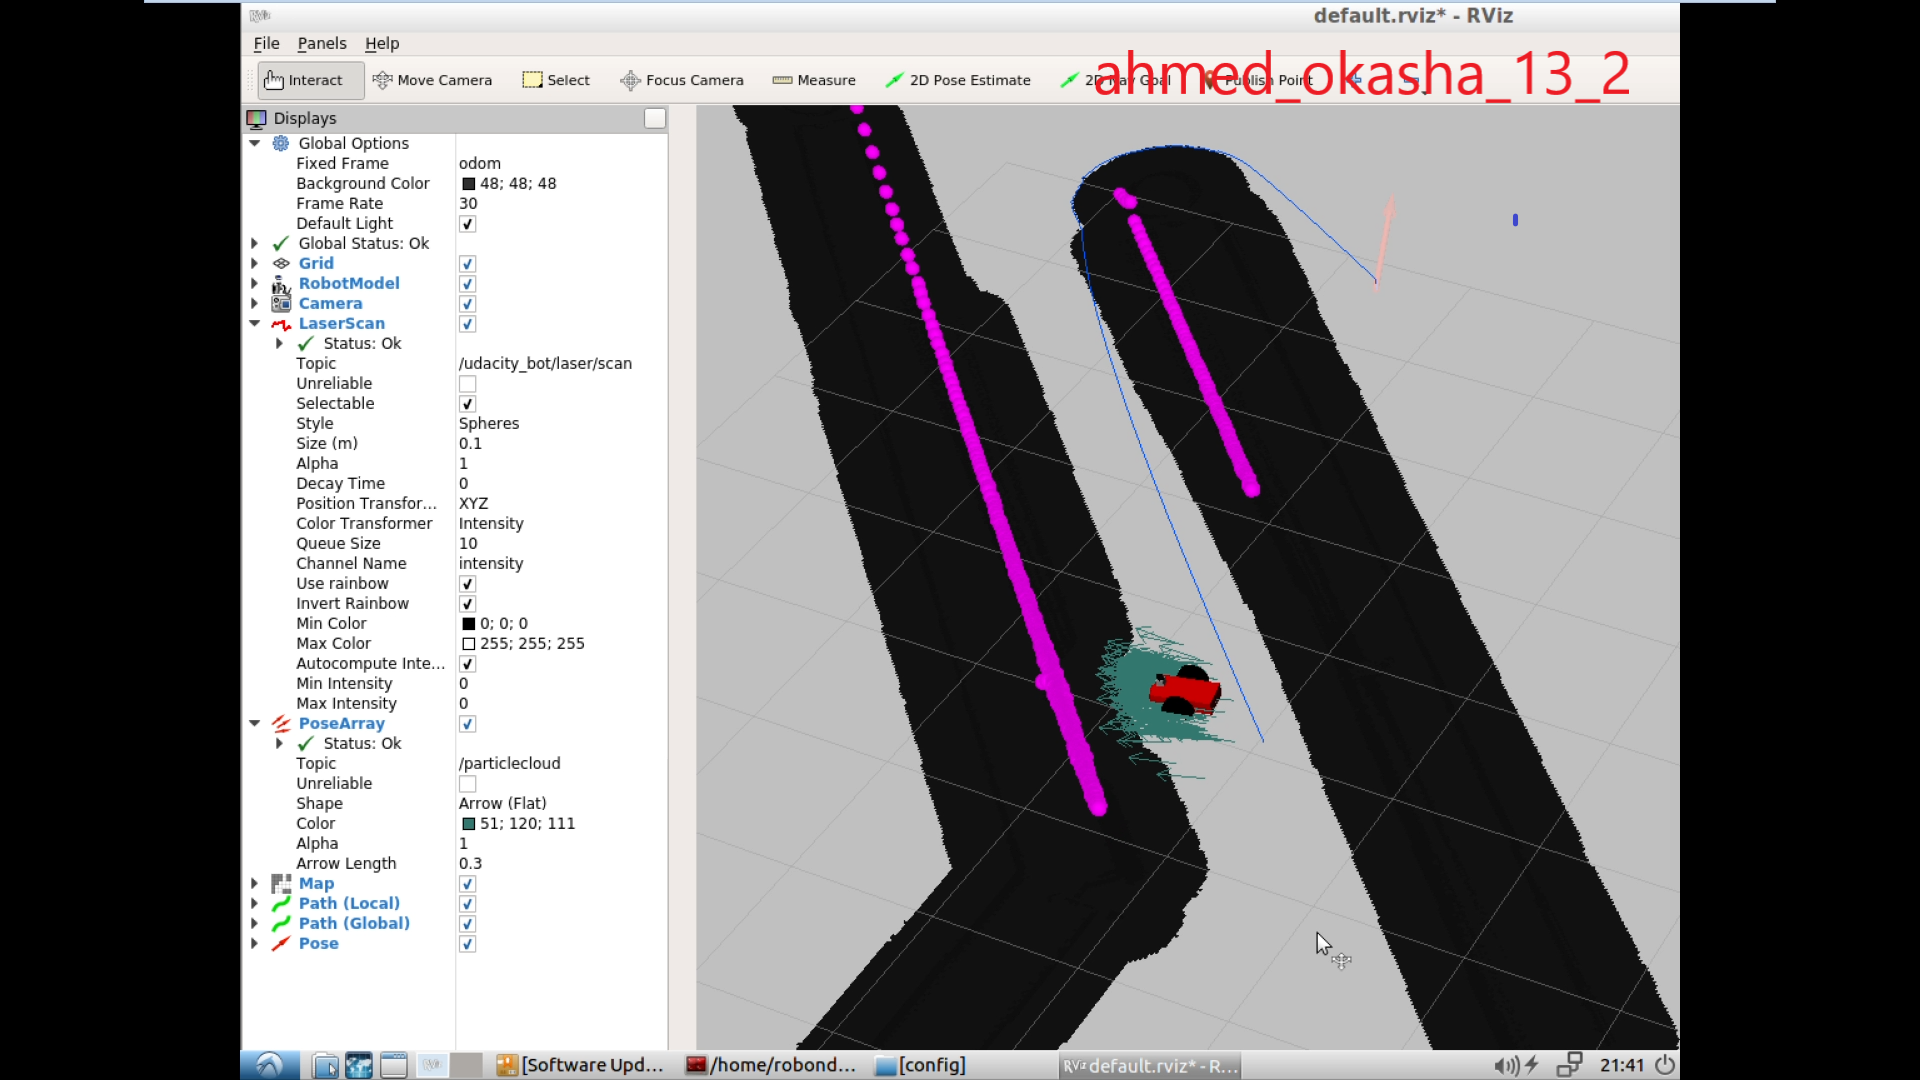 RViz
default.rviz* - RViz
File Panels Help
Interact Move Camera Select Focus Camera Measure 2D Pose Estimate 2D Nav Goal Publish Point
ahmed_okasha_13_2
Displays
Global Options
Fixed Frame odom
Background Color 48; 48; 48
Frame Rate 30
Default Light
Global Status: Ok
Grid
RobotModel
Camera
LaserScan
Status: Ok
Topic /udacity_bot/laser/scan
Unreliable
Selectable
Style Spheres
Size (m) 0.1
Alpha 1
Decay Time 0
Position Transfor... XYZ
Color Transformer Intensity
Queue Size 10
Channel Name intensity
Use rainbow
Invert Rainbow
Min Color 0; 0; 0
Max Color 255; 255; 255
Autocompute Inte...
Min Intensity 0
Max Intensity 0
PoseArray
Status: Ok
Topic /particlecloud
Unreliable
Shape Arrow (Flat)
Color 51; 120; 111
Alpha 1
Arrow Length 0.3
Map
Path (Local)
Path (Global)
Pose
RViz [Software Upd... /home/robond... [config] RViz default.rviz* - R... 21:41